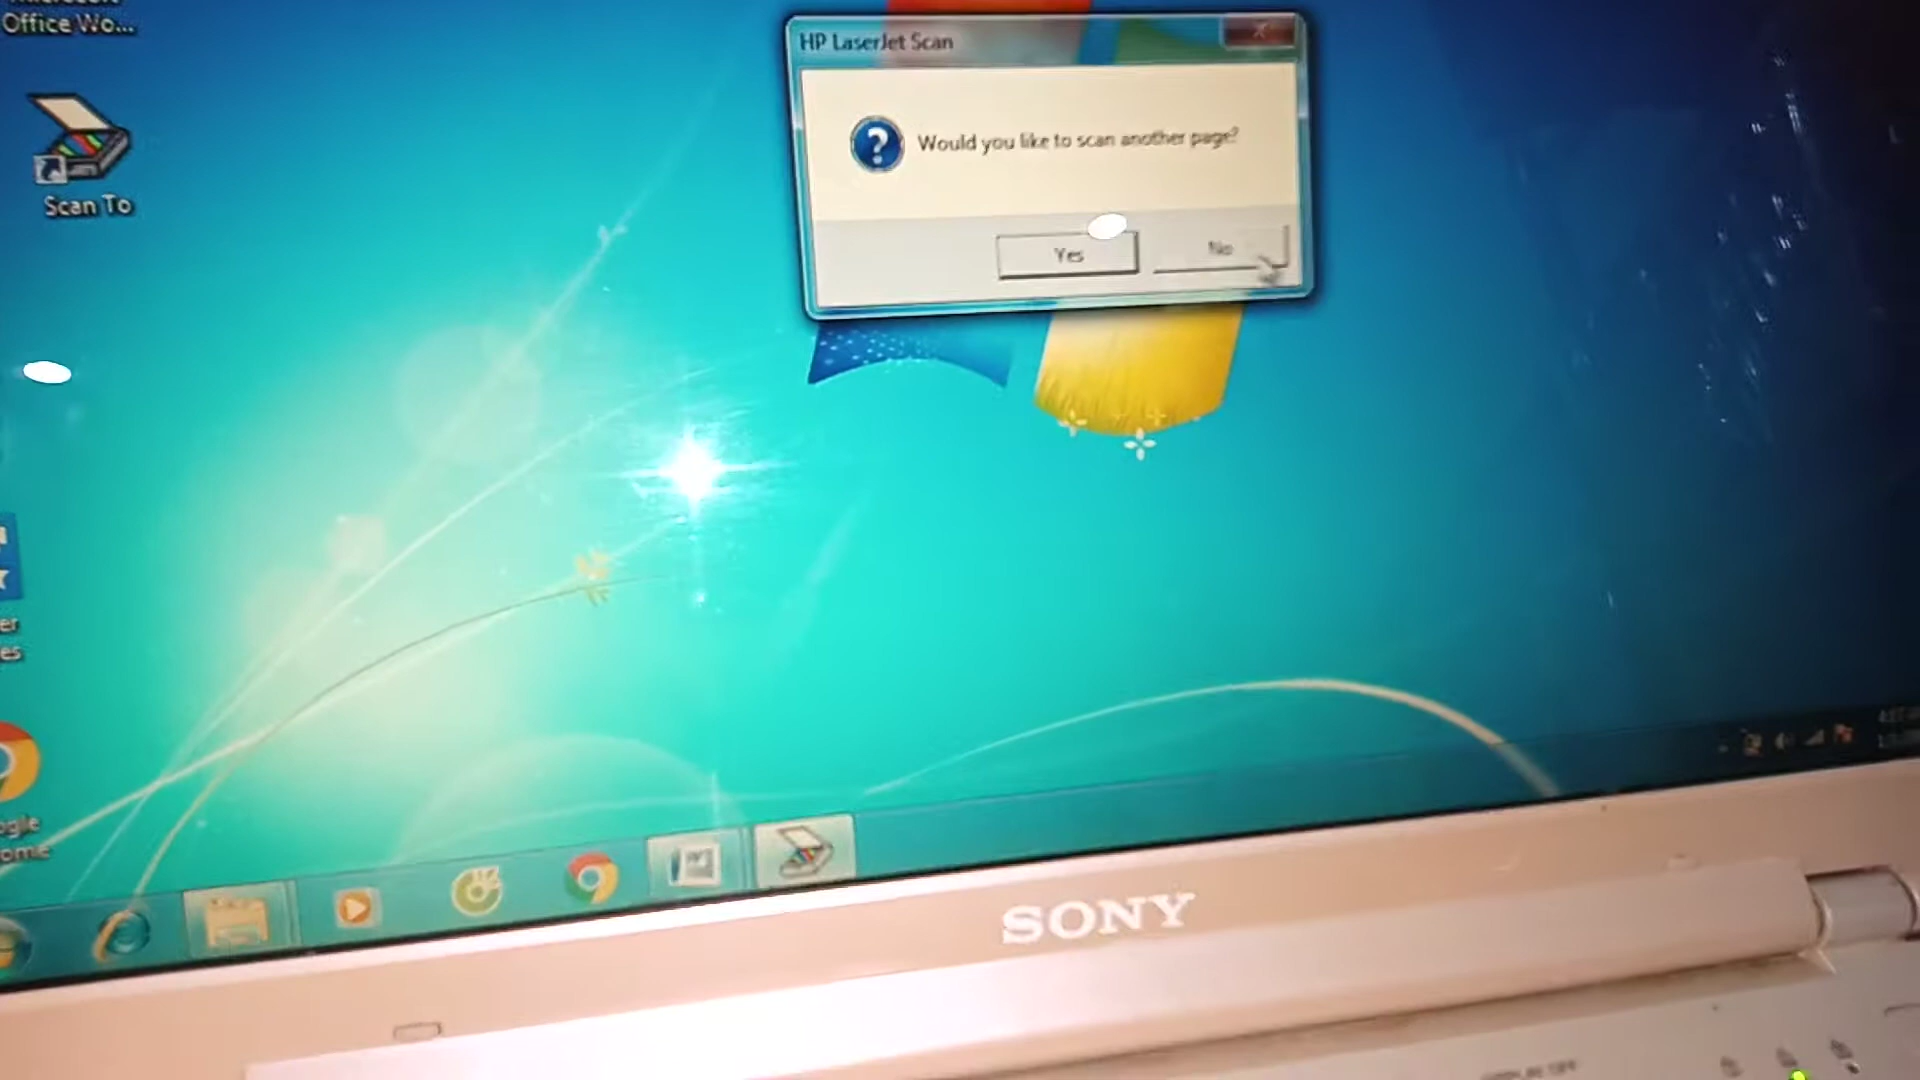 Office Wo...
HP LaserJet Scan
Would you like to scan another page?
Yes
No
Scan To
SONY